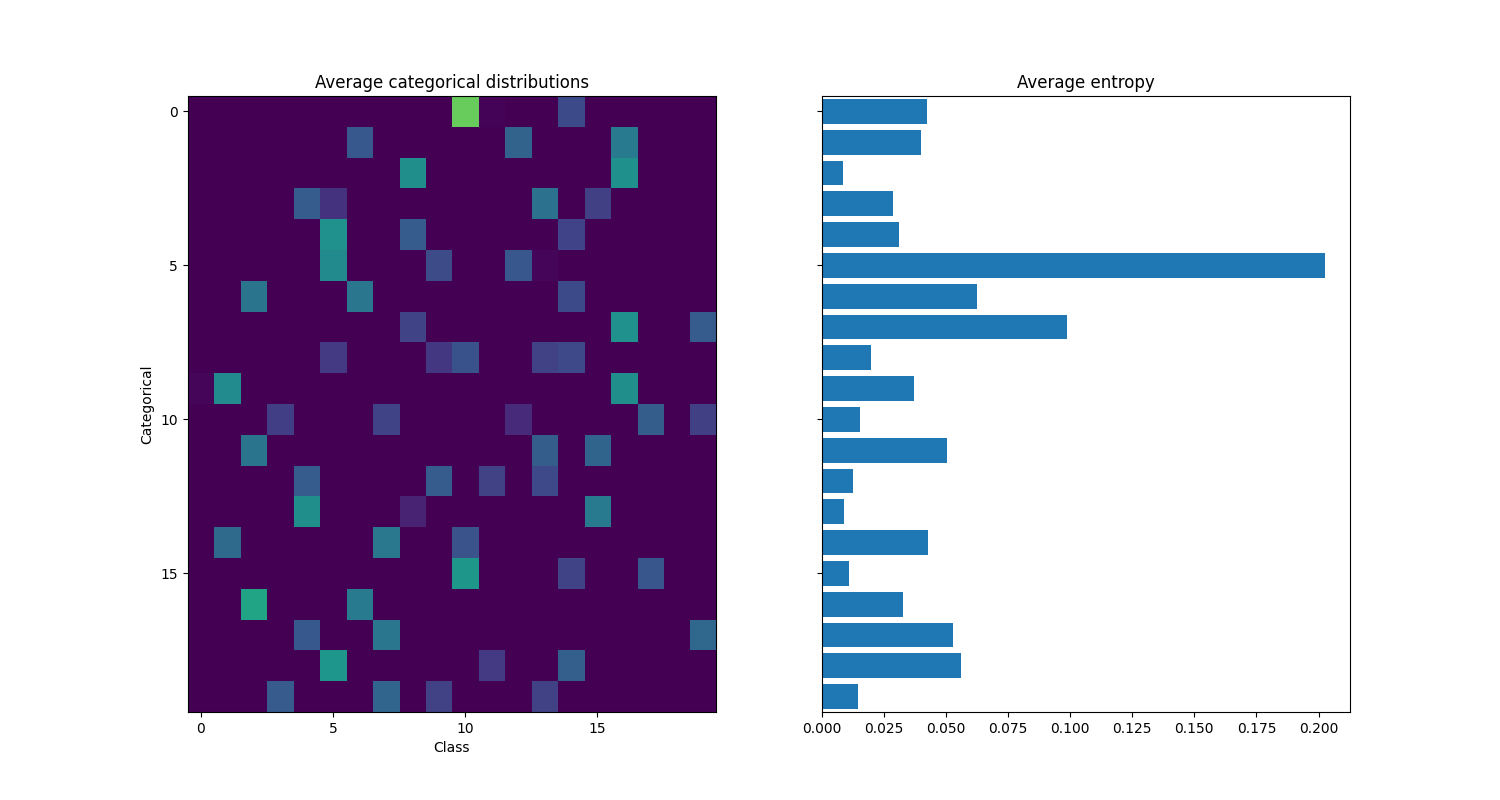 Average categorical distributions
Average entropy
Categorical
0
5
10
15
0 5 10 15
Class
0.000 0.025 0.050 0.075 0.100 0.125 0.150 0.175 0.200